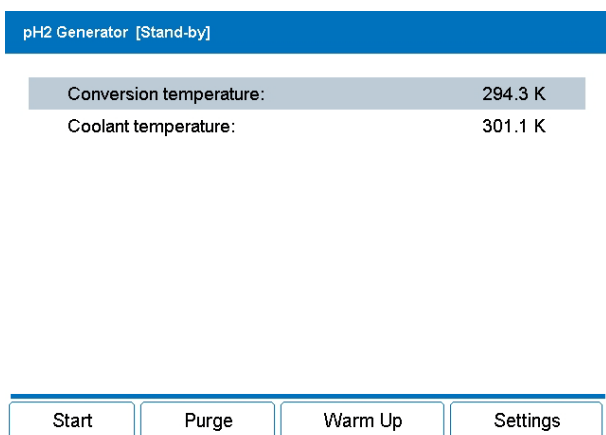 pH2 Generator [Stand-by]
Conversion temperature: 294.3 K
Coolant temperature: 301.1 K
Start Purge Warm Up Settings